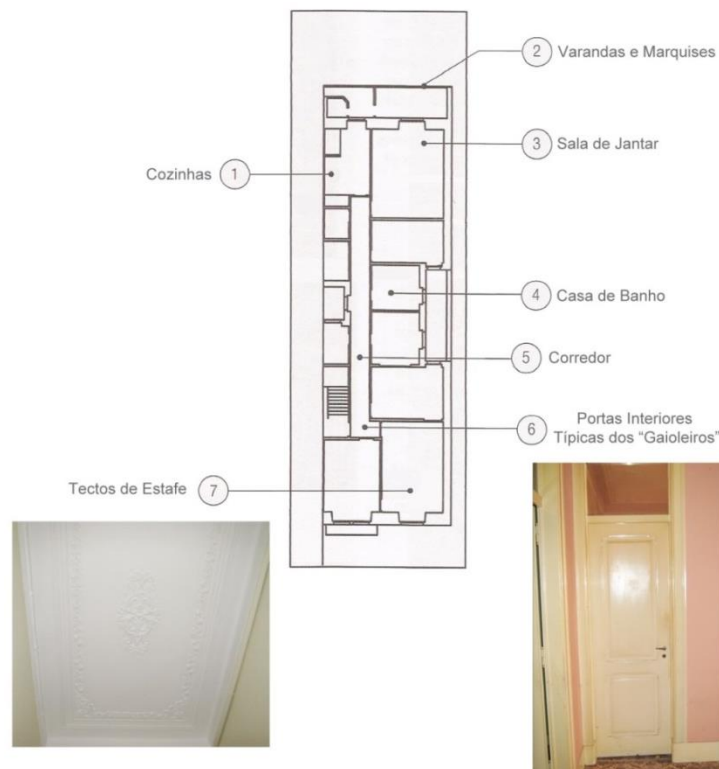 2 Varandas e Marquises
3 Sala de Jantar
Cozinhas 1
4 Casa de Banho
5 Corredor
6 Portas Interiores
Típicas dos “Gaioleiros”
Tectos de Estafe 7